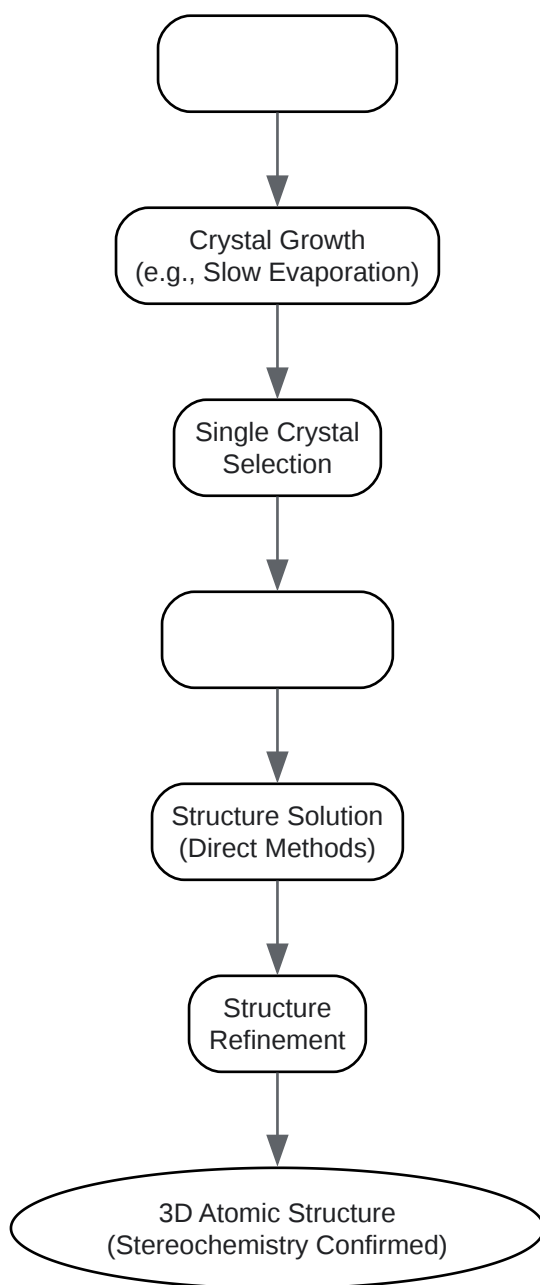 Crystal Growth
(e.g., Slow Evaporation)
Single Crystal
Selection
Structure Solution
(Direct Methods)
Structure
Refinement
3D Atomic Structure
(Stereochemistry Confirmed)